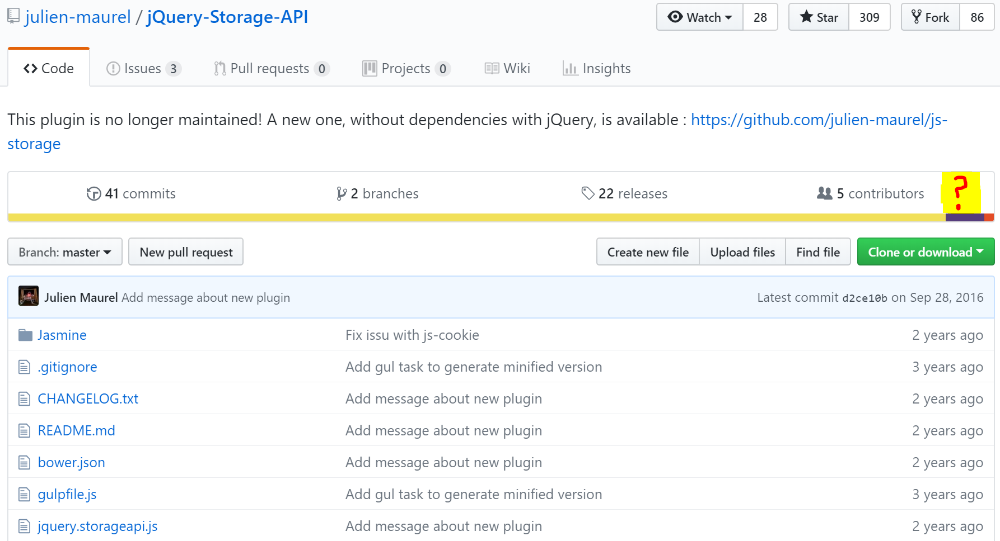 julien-maurel / jQuery-Storage-API
Watch 28 Star 309 Fork 86
Code Issues 3 Pull requests 0 Projects 0 Wiki Insights
This plugin is no longer maintained! A new one, without dependencies with jQuery, is available : https://github.com/julien-maurel/js-
storage
41 commits 2 branches 22 releases 5 contributors ?
Branch: master New pull request Create new file Upload files Find file Clone or download
Julien Maurel Add message about new plugin Latest commit d2ce10b on Sep 28, 2016
Jasmine Fix issu with js-cookie 2 years ago
.gitignore Add gul task to generate minified version 3 years ago
CHANGELOG.txt Add message about new plugin 2 years ago
README.md Add message about new plugin 2 years ago
bower.json Add message about new plugin 2 years ago
gulpfile.js Add gul task to generate minified version 3 years ago
jquery.storageapi.js Add message about new plugin 2 years ago